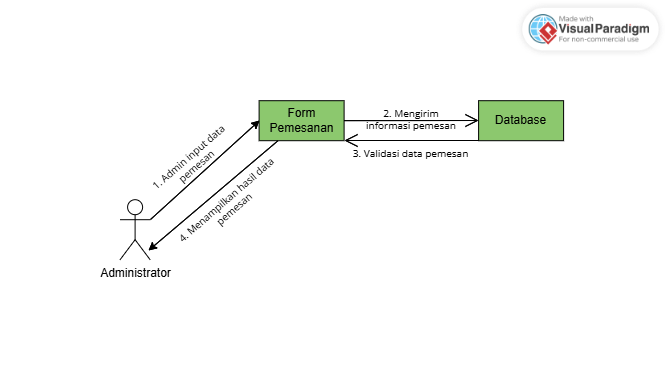 Made with
Visual Paradigm
For non-commercial use
Form
Pemesanan
2. Mengirim
informasi pemesan
Database
3. Validasi data pemesan
1. Admin input data
pemesan
4. Menampilkan hasil data
pemesan
Administrator